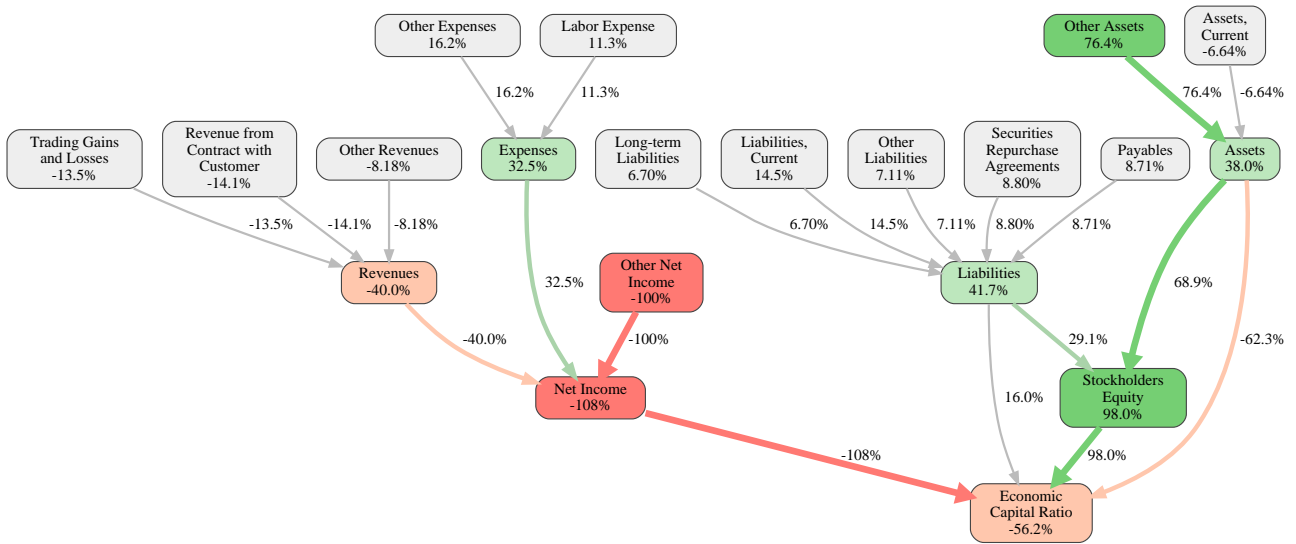 Other Expenses
16.2%
Labor Expense
11.3%
Other Assets
76.4%
Assets,
Current
-6.64%
16.2%
11.3%
76.4%
-6.64%
Trading Gains
and Losses
-13.5%
Revenue from
Contract with
Customer
-14.1%
Other Revenues
-8.18%
Expenses
32.5%
Long-term
Liabilities
6.70%
Liabilities,
Current
14.5%
Other
Liabilities
7.11%
Securities
Repurchase
Agreements
8.80%
Payables
8.71%
Assets
38.0%
-13.5%
-14.1%
-8.18%
6.70%
14.5%
7.11%
8.80%
8.71%
Revenues
-40.0%
32.5%
Other Net
Income
-100%
Liabilities
41.7%
68.9%
-40.0%
-100%
29.1%
-62.3%
Net Income
-108%
16.0%
Stockholders
Equity
98.0%
-108%
98.0%
Economic
Capital Ratio
-56.2%